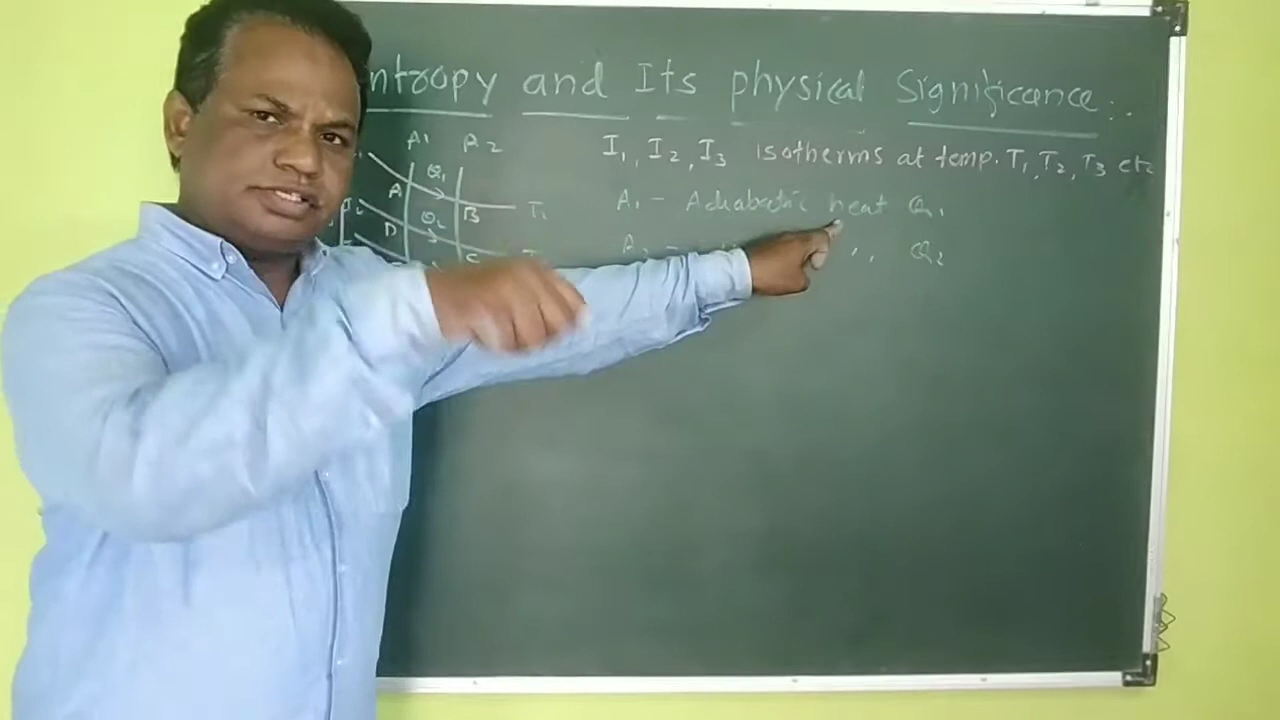 ntropy and Its physical Significance..
A1 A2
I1, I2, I3 isotherms at temp. T1, T2, T3 etc
Q1
A
B T1
A1 - Adiabatic heat Q1
Q2
D
C
,, Q2